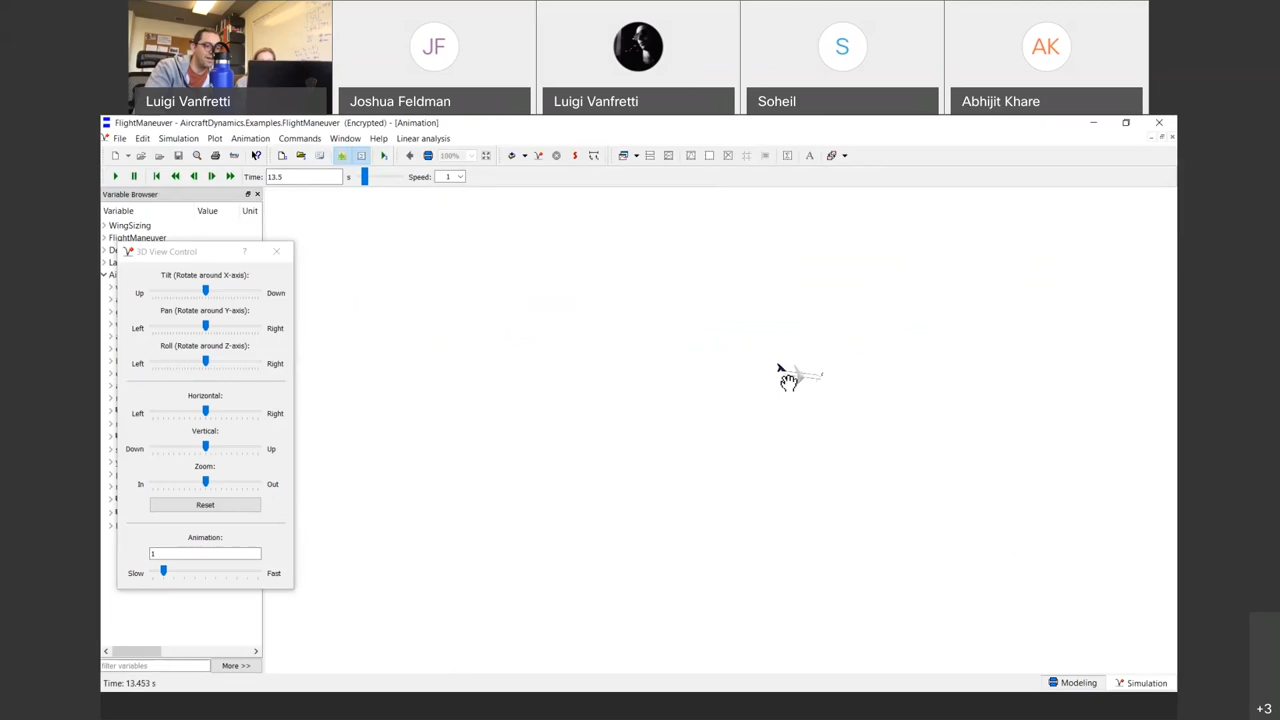 JF
S
AK
Luigi Vanfretti
Joshua Feldman
Luigi Vanfretti
Soheil
Abhijit Khare
FlightManeuver - AircraftDynamics.Examples.FlightManeuver (Encrypted) - [Animation]
File Edit Simulation Plot Animation Commands Window Help Linear analysis
100%
Time: 13.5 s Speed: 1
Variable Browser
Variable Value Unit
WingSizing
FlightManeuver
3D View Control ?
Tilt (Rotate around X-axis):
Up Down
Pan (Rotate around Y-axis):
Left Right
Roll (Rotate around Z-axis):
Left Right
Horizontal:
Left Right
Vertical:
Down Up
Zoom:
In Out
Reset
Animation:
1
Slow Fast
filter variables More >>
Time: 13.453 s
Modeling Simulation
+3